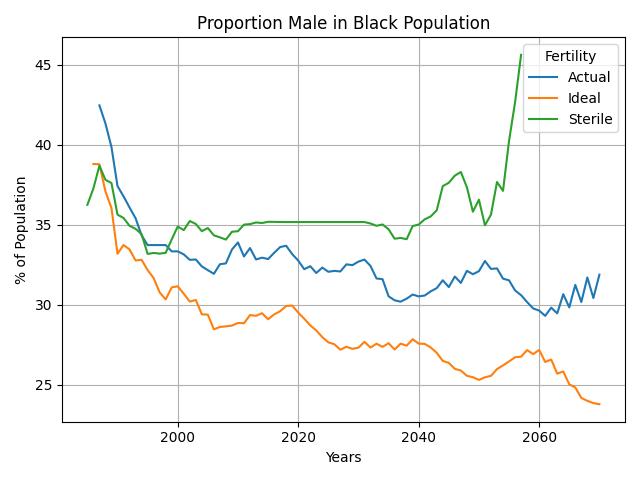 Proportion Male in Black Population
Fertility
Actual
Ideal
Sterile
% of Population
45
40
35
30
25
2000 2020 2040 2060
Years